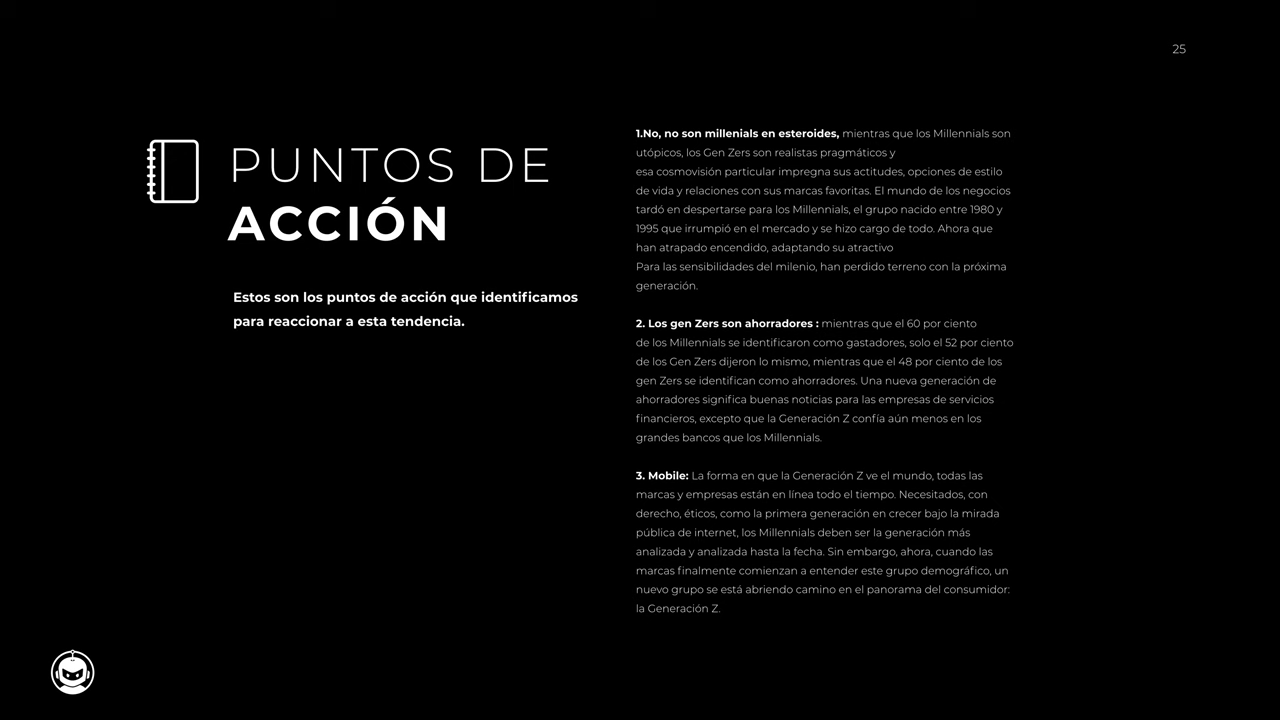 25
PUNTOS DE
ACCIÓN
Estos son los puntos de acción que identificamos
para reaccionar a esta tendencia.
1.No, no son millenials en esteroides, mientras que los Millennials son
utópicos, los Gen Zers son realistas pragmáticos y
esa cosmovisión particular impregna sus actitudes, opciones de estilo
de vida y relaciones con sus marcas favoritas. El mundo de los negocios
tardó en despertarse para los Millennials, el grupo nacido entre 1980 y
1995 que irrumpió en el mercado y se hizo cargo de todo. Ahora que
han atrapado encendido, adaptando su atractivo
Para las sensibilidades del milenio, han perdido terreno con la próxima
generación.
2. Los gen Zers son ahorradores : mientras que el 60 por ciento
de los Millennials se identificaron como gastadores, solo el 52 por ciento
de los Gen Zers dijeron lo mismo, mientras que el 48 por ciento de los
gen Zers se identifican como ahorradores. Una nueva generación de
ahorradores significa buenas noticias para las empresas de servicios
financieros, excepto que la Generación Z confía aún menos en los
grandes bancos que los Millennials.
3. Mobile: La forma en que la Generación Z ve el mundo, todas las
marcas y empresas están en línea todo el tiempo. Necesitados, con
derecho, éticos, como la primera generación en crecer bajo la mirada
pública de internet, los Millennials deben ser la generación más
analizada y analizada hasta la fecha. Sin embargo, ahora, cuando las
marcas finalmente comienzan a entender este grupo demográfico, un
nuevo grupo se está abriendo camino en el panorama del consumidor:
la Generación Z.